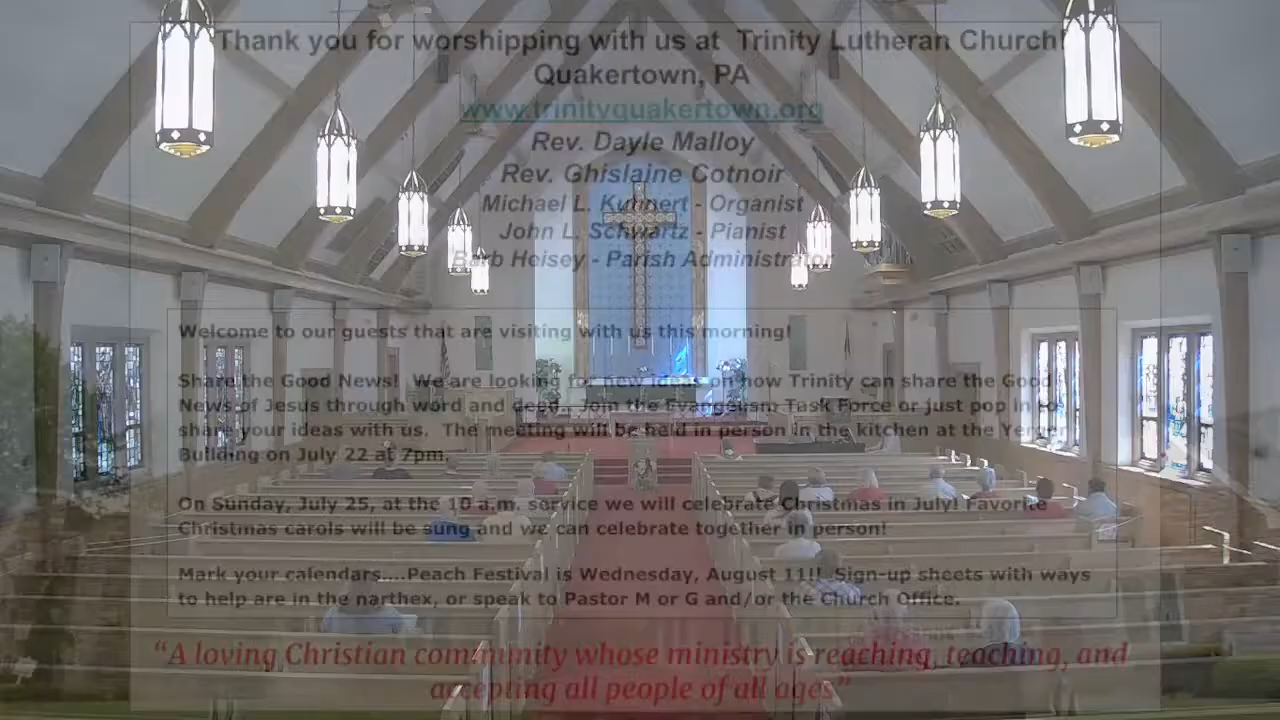 Thank you for worshipping with us at Trinity Lutheran Church!
Quakertown, PA
www.trinityquakertown.org
Rev. Dayle Malloy
Rev. Ghislaine Cotnoir
Michael L. Kuhnert - Organist
John L. Schwartz - Pianist
Barb Heisey - Parish Administrator
Welcome to our guests that are visiting with us this morning!
Share the Good News! We are looking for new ideas on how Trinity can share the Good
News of Jesus through word and deed. Join the Evangelism Task Force or just pop in to
share your ideas with us. The meeting will be held in person in the kitchen at the Yerger
Building on July 22 at 7pm.
On Sunday, July 25, at the 10 a.m. service we will celebrate Christmas in July! Favorite
Christmas carols will be sung and we can celebrate together in person!
Mark your calendars....Peach Festival is Wednesday, August 11!! Sign-up sheets with ways
to help are in the narthex, or speak to Pastor M or G and/or the Church Office.
“A loving Christian community whose ministry is reaching, teaching, and
accepting all people of all ages”